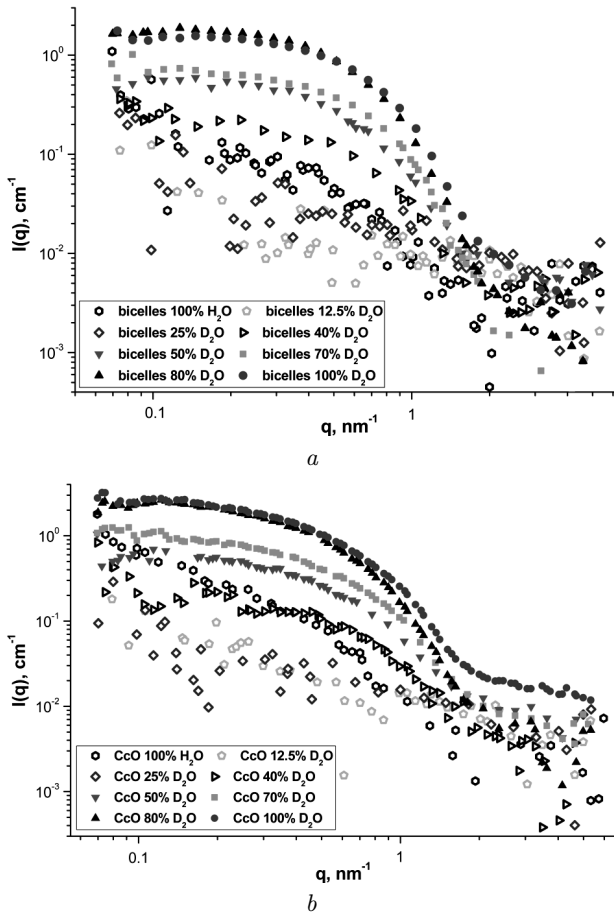 10⁰
10⁻¹
10⁻²
10⁻³
I(q), cm⁻¹
bicelles 100% H₂O bicelles 12.5% D₂O
bicelles 25% D₂O bicelles 40% D₂O
bicelles 50% D₂O bicelles 70% D₂O
bicelles 80% D₂O bicelles 100% D₂O
0.1 1
q, nm⁻¹
a
10⁰
10⁻¹
10⁻²
10⁻³
I(q), cm⁻¹
CcO 100% H₂O CcO 12.5% D₂O
CcO 25% D₂O CcO 40% D₂O
CcO 50% D₂O CcO 70% D₂O
CcO 80% D₂O CcO 100% D₂O
0.1 1
q, nm⁻¹
b